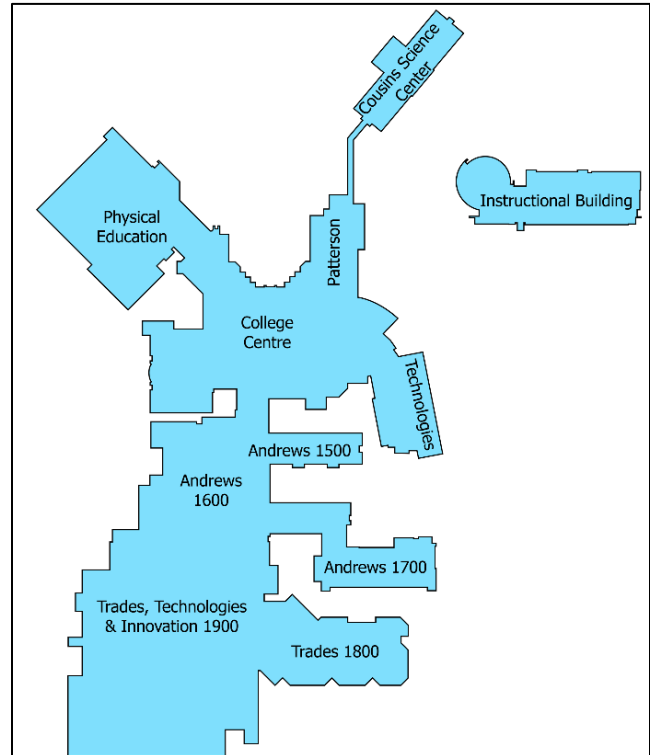 Cousins Science
Center
Instructional Building
Physical
Education
Patterson
College
Centre
Technologies
Andrews 1500
Andrews
1600
Andrews 1700
Trades, Technologies
& Innovation 1900
Trades 1800